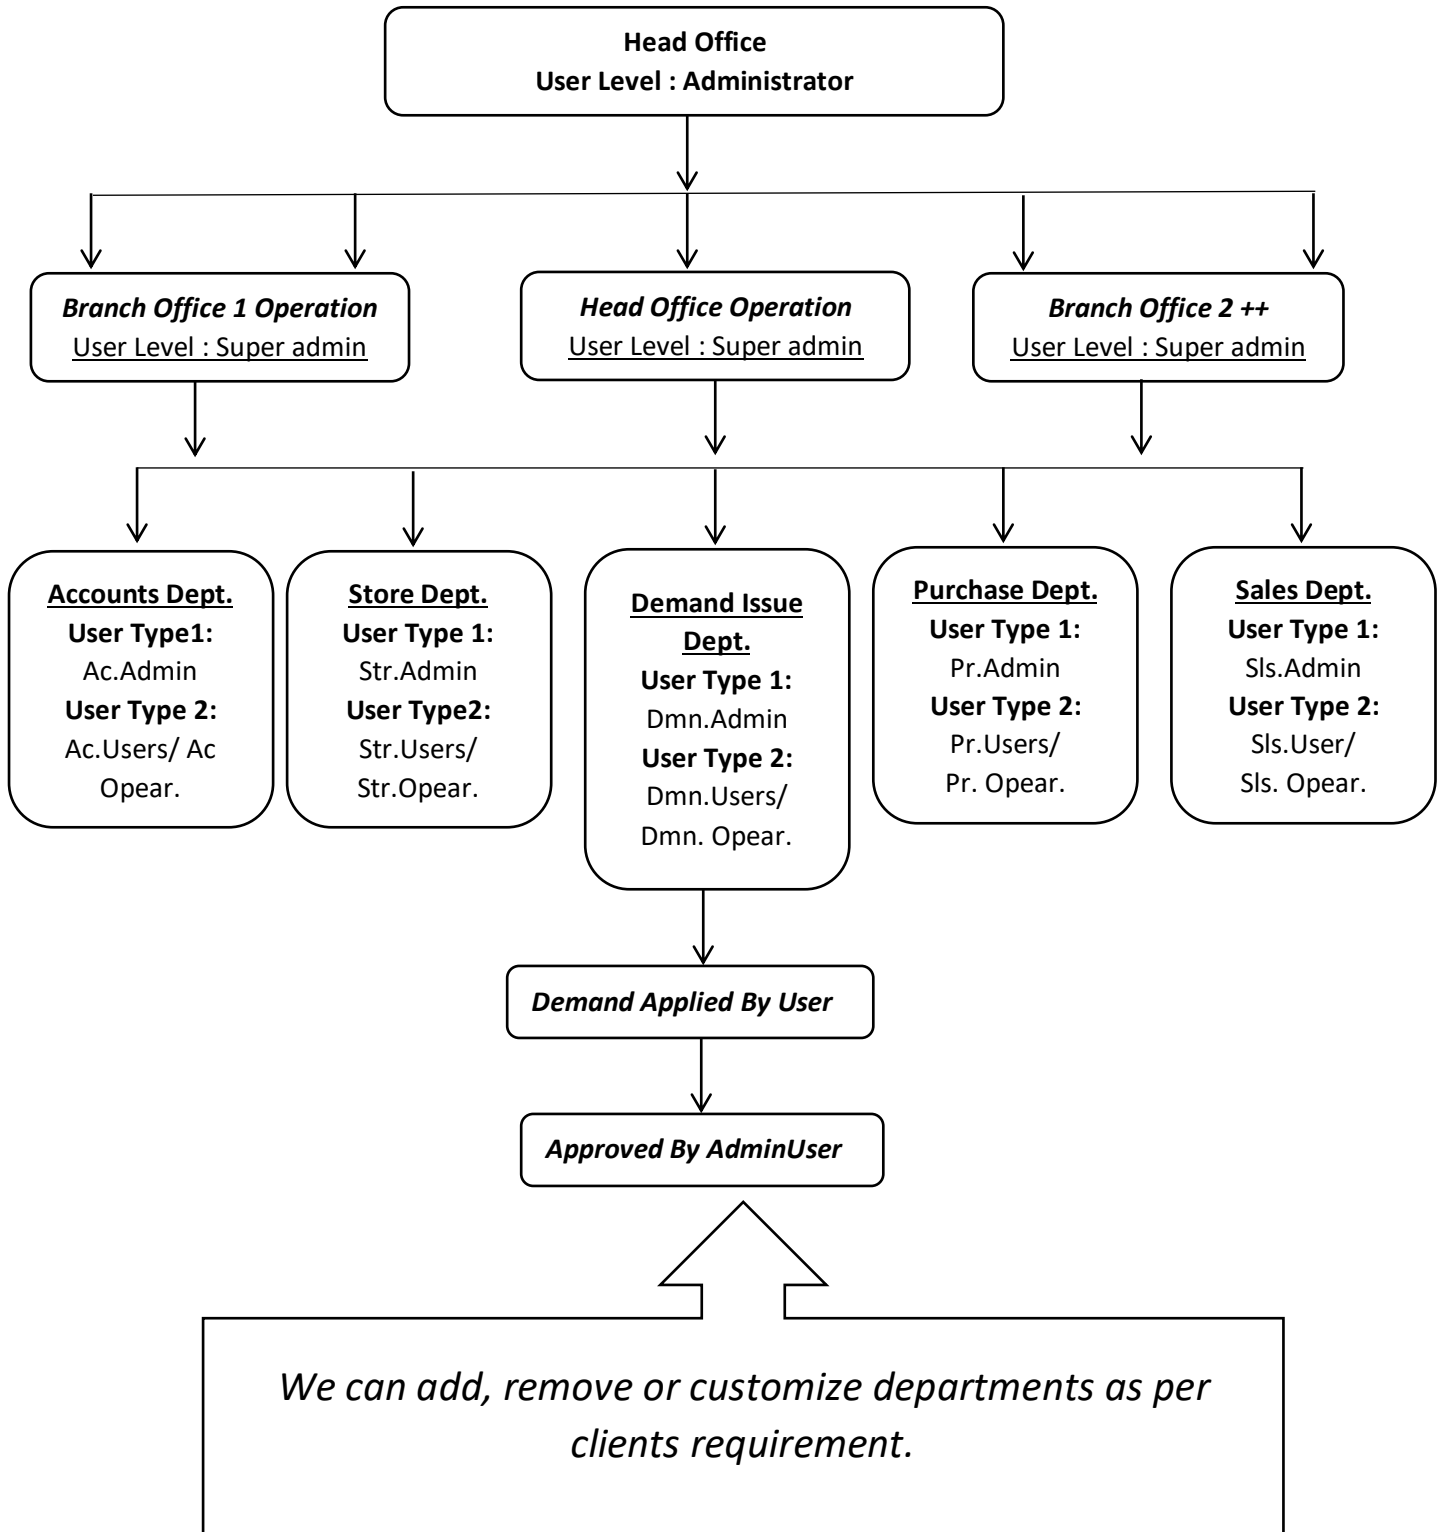 Head Office
User Level : Administrator
Branch Office 1 Operation
User Level : Super admin
Head Office Operation
User Level : Super admin
Branch Office 2 ++
User Level : Super admin
Accounts Dept.
User Type1:
Ac.Admin
User Type 2:
Ac.Users/ Ac
Opear.
Store Dept.
User Type 1:
Str.Admin
User Type2:
Str.Users/
Str.Opear.
Demand Issue
Dept.
User Type 1:
Dmn.Admin
User Type 2:
Dmn.Users/
Dmn. Opear.
Purchase Dept.
User Type 1:
Pr.Admin
User Type 2:
Pr.Users/
Pr. Opear.
Sales Dept.
User Type 1:
Sls.Admin
User Type 2:
Sls.User/
Sls. Opear.
Demand Applied By User
Approved By AdminUser
We can add, remove or customize departments as per
clients requirement.